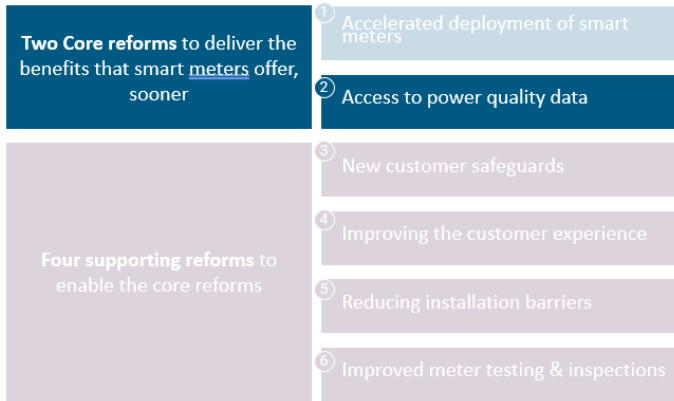 Two Core reforms to deliver the
benefits that smart meters offer,
sooner
1
Accelerated deployment of smart
meters
2
Access to power quality data
Four supporting reforms to
enable the core reforms
3
New customer safeguards
4
Improving the customer experience
5
Reducing installation barriers
6
Improved meter testing & inspections